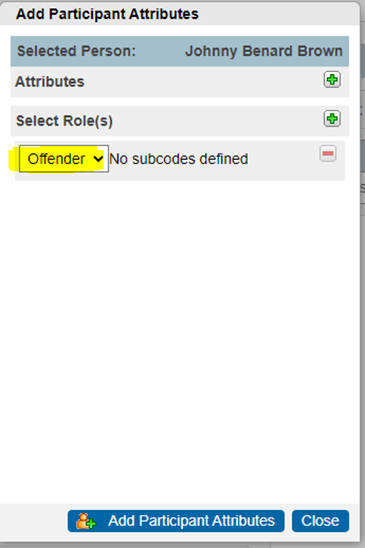 Add Participant Attributes
Selected Person: Johnny Benard Brown
Attributes
Select Role(s)
Offender No subcodes defined
Add Participant Attributes Close